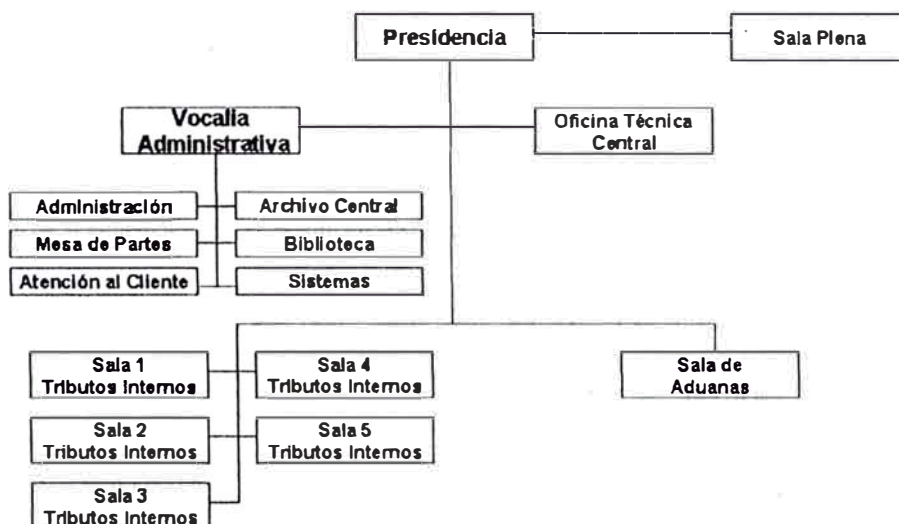 Presidencia
Sala Plena
Vocalia
Administrativa
Oficina Técnica
Central
Administración
Archivo Central
Mesa de Partes
Biblioteca
Atención al Cliente
Sistemas
Sala 1
Tributos Internos
Sala 4
Tributos Internos
Sala de
Aduanas
Sala 2
Tributos Internos
Sala 5
Tributos Internos
Sala 3
Tributos Internos